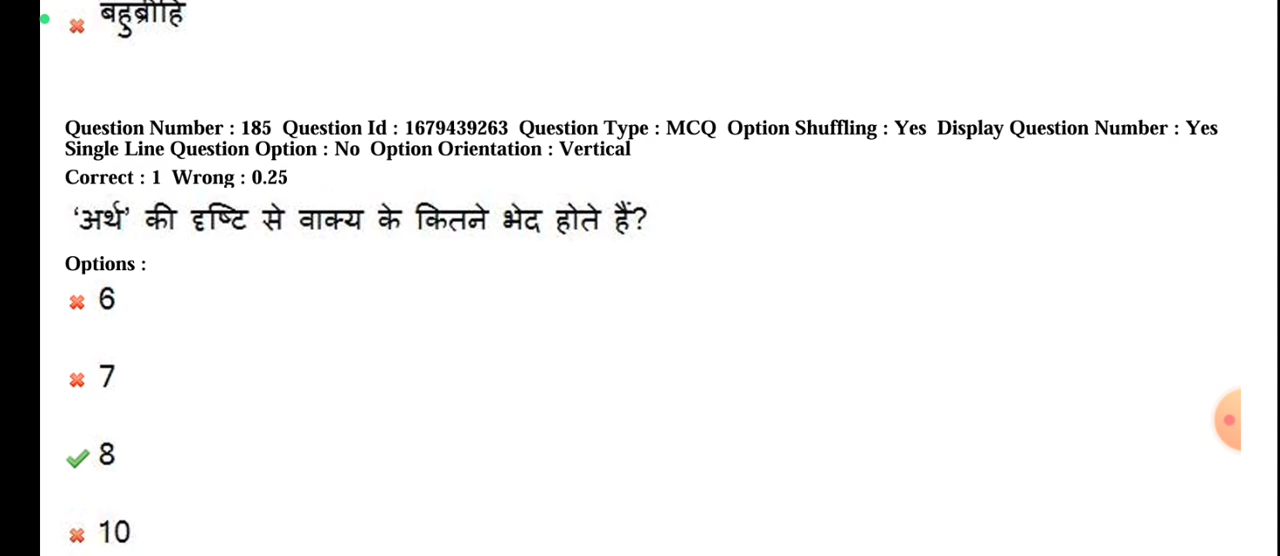 बहुब्रीहि
Question Number : 185 Question Id : 1679439263 Question Type : MCQ Option Shuffling : Yes Display Question Number : Yes
Single Line Question Option : No Option Orientation : Vertical
Correct : 1 Wrong : 0.25
‘अर्थ’ की दृष्टि से वाक्य के कितने भेद होते हैं?
Options :
6
7
8
10